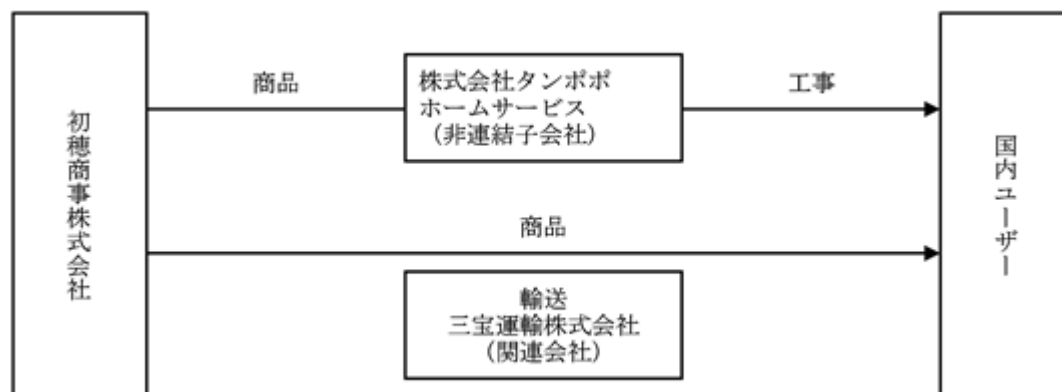 初穂商事株式会社
商品
株式会社タンポポ
ホームサービス
(非連結子会社)
工事
商品
輸送
三宝運輸株式会社
(関連会社)
国内ユーザー